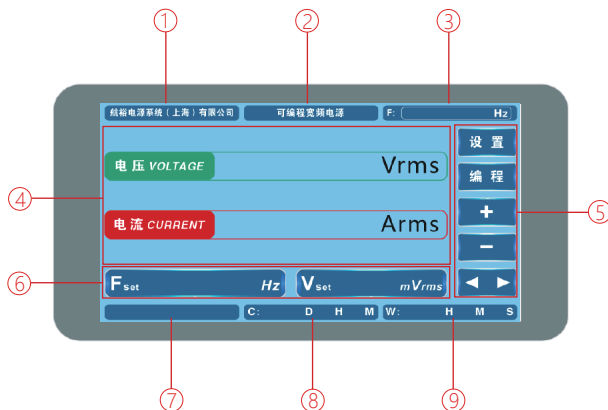 ① ② ③
航裕电源系统（上海）有限公司 可编程宽频电源 F: Hz
设 置
电 压 VOLTAGE Vrms
编 程
④ + ⑤
电 流 CURRENT Arms
−
⑥ Fset Hz Vset mVrms ◀ ▶
C: D H M W: H M S
⑦ ⑧ ⑨